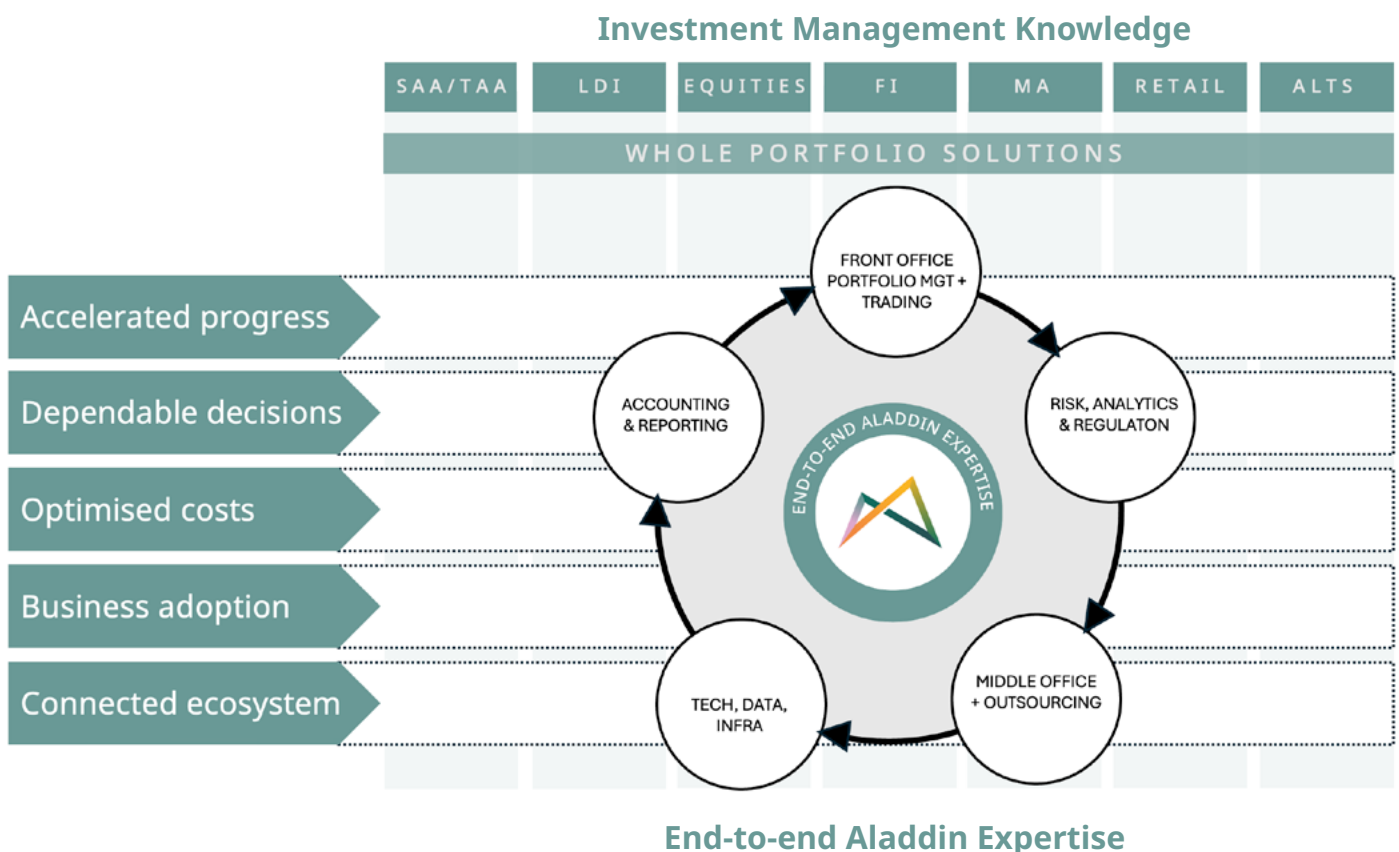 Investment Management Knowledge
SAA/TAA LDI EQUITIES FI MA RETAIL ALTS
WHOLE PORTFOLIO SOLUTIONS
FRONT OFFICE
PORTFOLIO MGT +
TRADING
Accelerated progress
Dependable decisions
Optimised costs
Business adoption
Connected ecosystem
ACCOUNTING
& REPORTING
RISK, ANALYTICS
& REGULATON
END-TO-END ALADDIN EXPERTISE
TECH, DATA,
INFRA
MIDDLE OFFICE
+ OUTSOURCING
End-to-end Aladdin Expertise